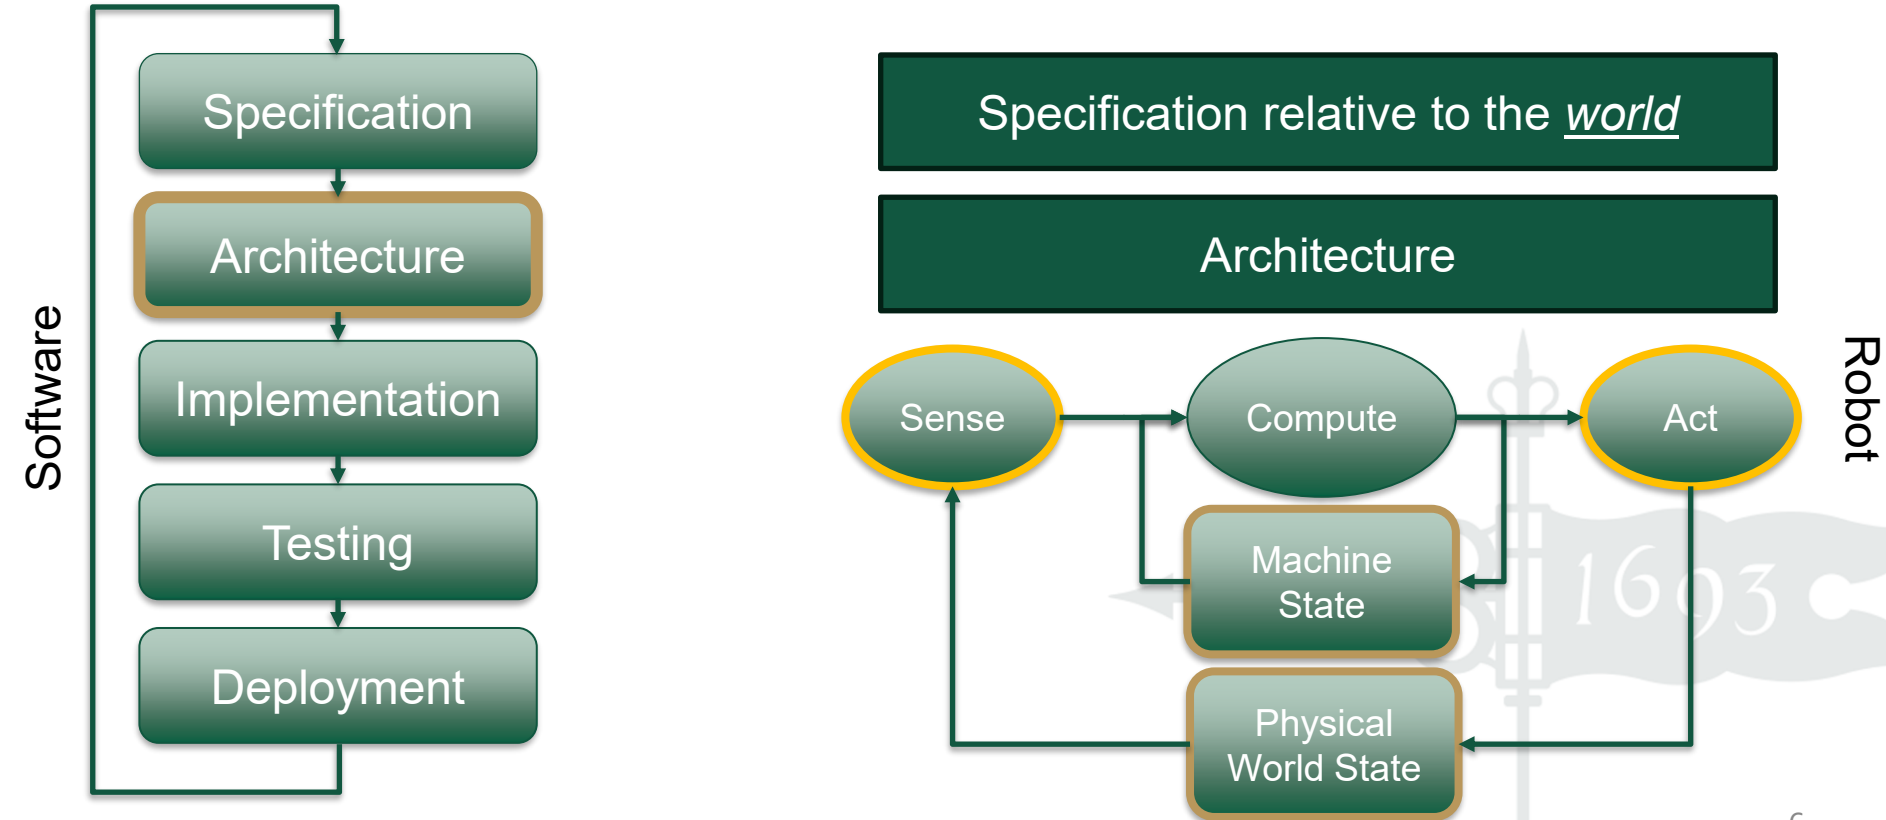 Software
Specification
Architecture
Implementation
Testing
Deployment
Specification relative to the world
Architecture
Sense
Compute
Act
Machine
State
Physical
World State
Robot
1693